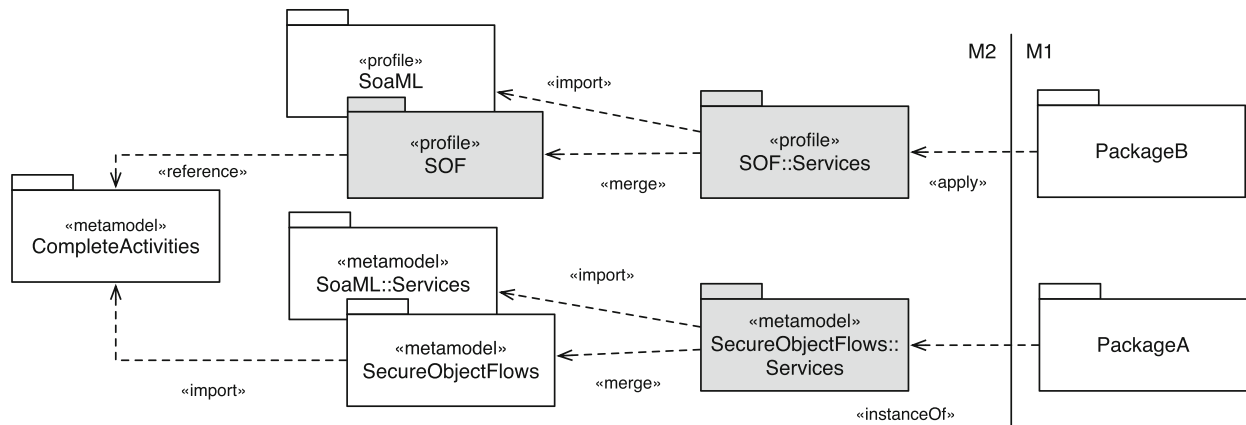 M2
M1
«profile»
SoaML
«import»
«profile»
SOF
«profile»
SOF::Services
PackageB
«reference»
«merge»
«apply»
«metamodel»
CompleteActivities
«metamodel»
SoaML::Services
«import»
«metamodel»
SecureObjectFlows::
Services
«metamodel»
SecureObjectFlows
PackageA
«import»
«merge»
«instanceOf»